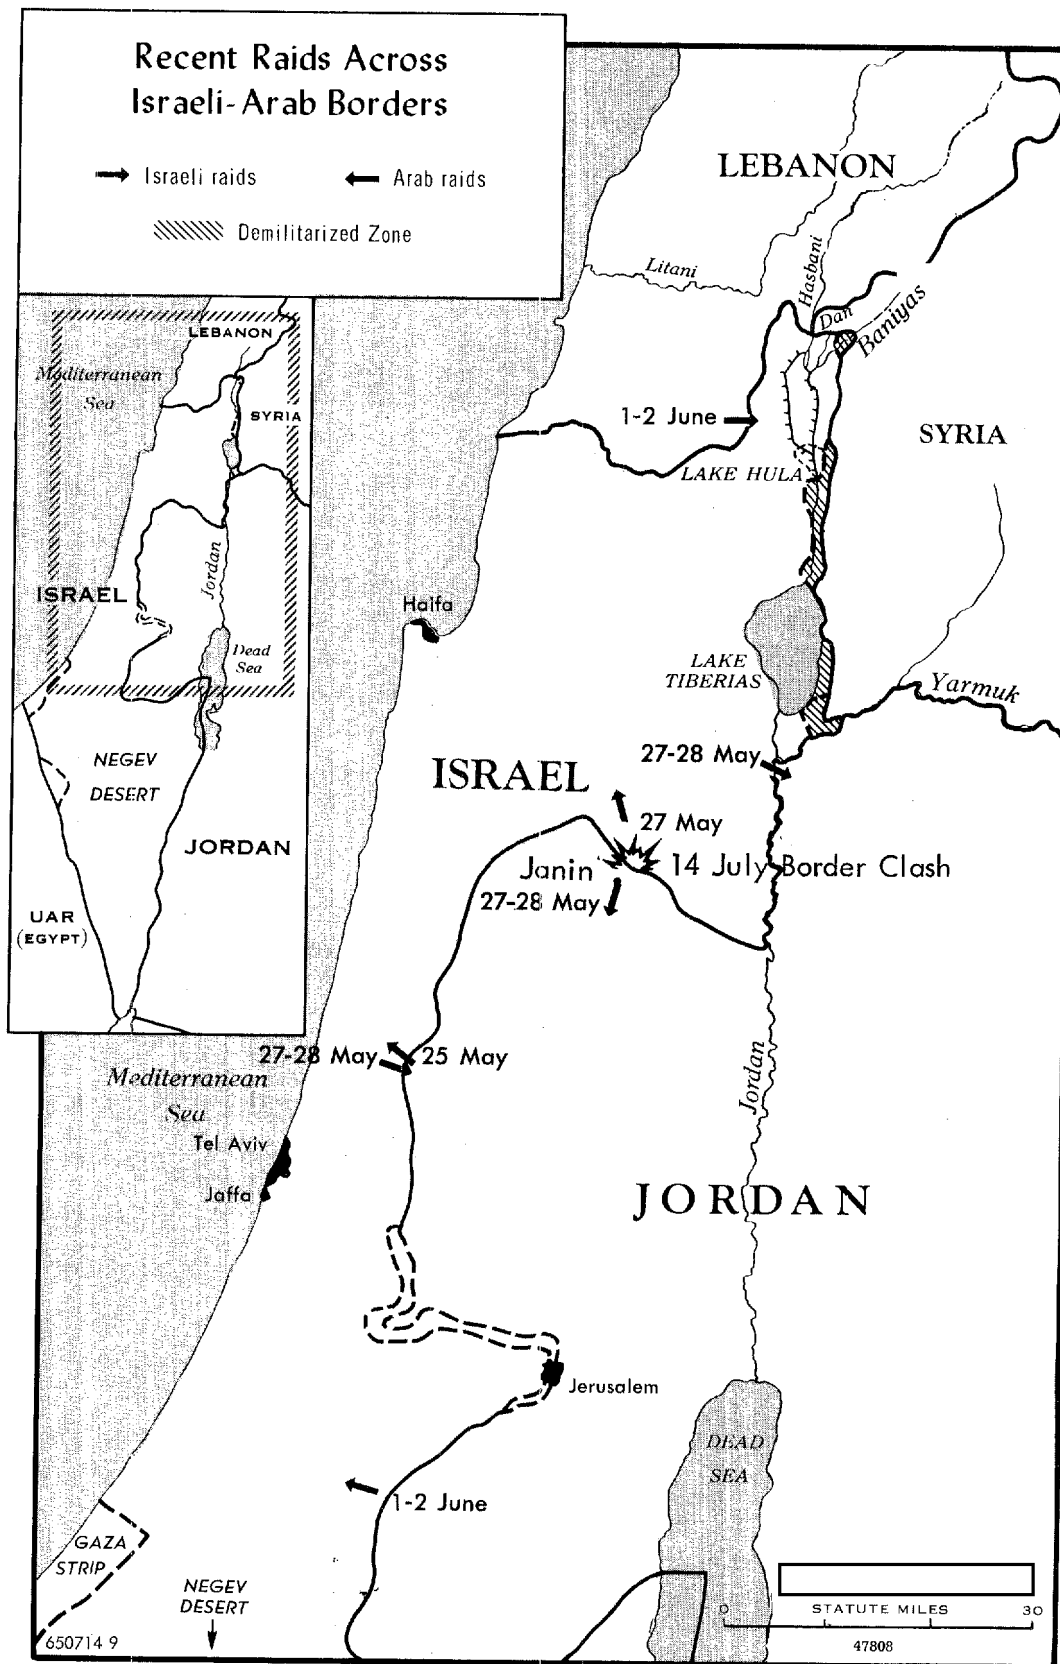 Recent Raids Across
Israeli-Arab Borders
Israeli raids
Arab raids
Demilitarized Zone
LEBANON
Mediterranean
Sea
SYRIA
ISRAEL
Jordan
Dead
Sea
NEGEV
DESERT
JORDAN
UAR
(EGYPT)
LEBANON
Litani
Hasbani
Dan
Baniyas
1-2 June
SYRIA
LAKE HULA
Haifa
LAKE
TIBERIAS
Yarmuk
27-28 May
ISRAEL
27 May
Janin
14 July Border Clash
27-28 May
27-28 May
25 May
Mediterranean
Sea
Jordan
Tel Aviv
Jaffa
JORDAN
Jerusalem
DEAD
SEA
1-2 June
GAZA
STRIP
NEGEV
DESERT
0 STATUTE MILES 30
650714 9
47808